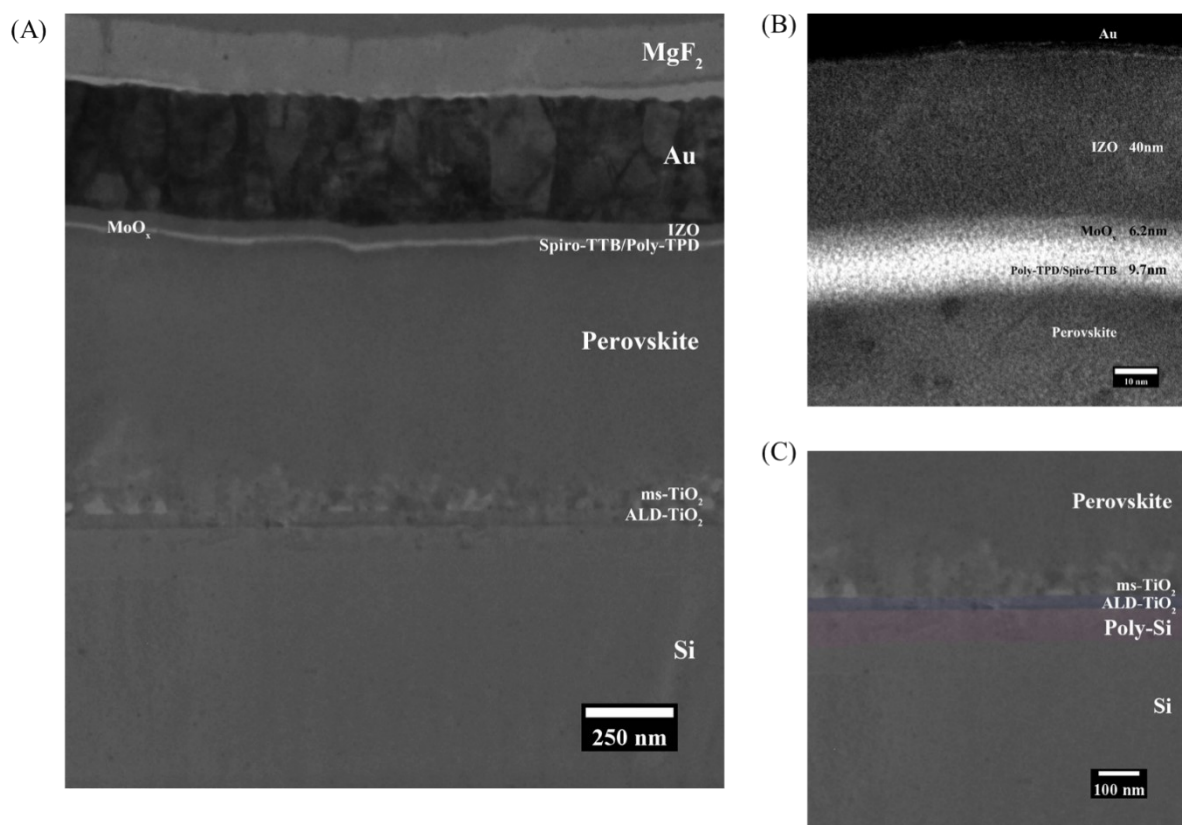 (A)
MgF₂
Au
MoOₓ
IZO
Spiro-TTB/Poly-TPD
Perovskite
ms-TiO₂
ALD-TiO₂
Si
250 nm
(B)
Au
IZO 40nm
MoOₓ 6.2nm
Poly-TPD/Spiro-TTB 9.7nm
Perovskite
10 nm
(C)
Perovskite
ms-TiO₂
ALD-TiO₂
Poly-Si
Si
100 nm